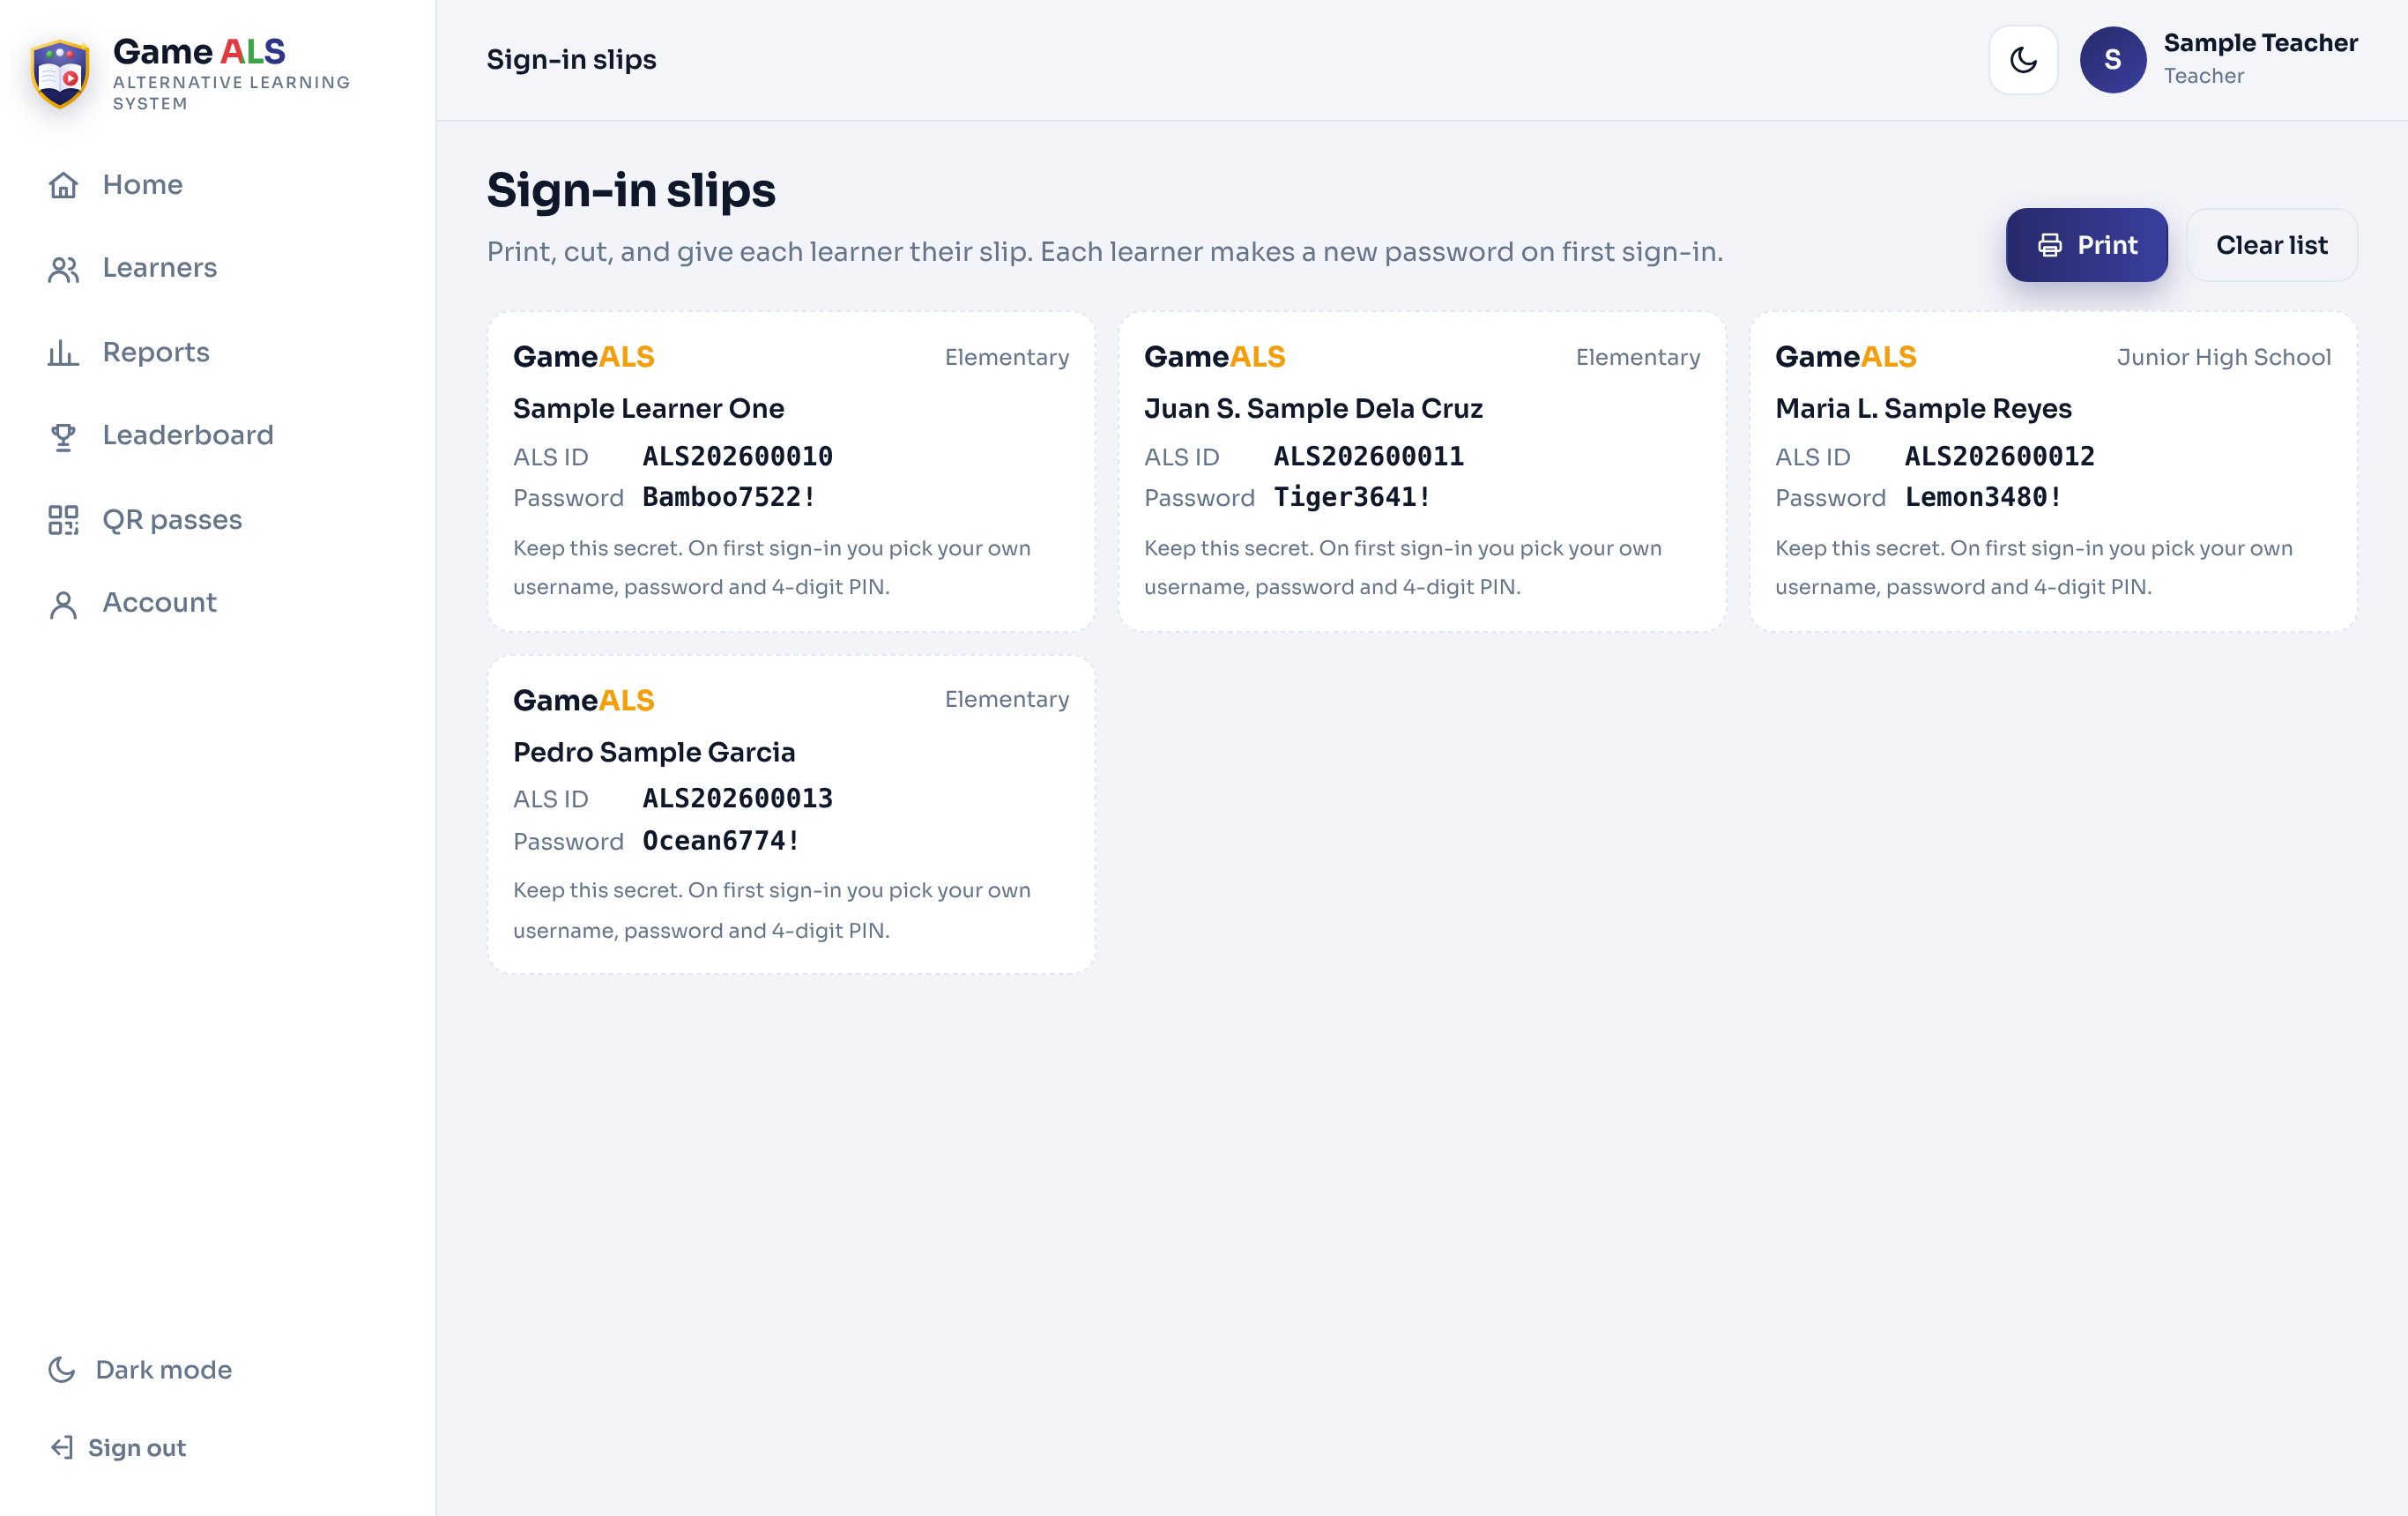 Game ALS
ALTERNATIVE LEARNING
SYSTEM
Home
Learners
Reports
Leaderboard
QR passes
Account
Dark mode
Sign out
Sign-in slips
S
Sample Teacher
Teacher
Sign-in slips
Print, cut, and give each learner their slip. Each learner makes a new password on first sign-in.
Print
Clear list
GameALS
Elementary
Sample Learner One
ALS ID ALS202600010
Password Bamboo7522!
Keep this secret. On first sign-in you pick your own
username, password and 4-digit PIN.
GameALS
Elementary
Juan S. Sample Dela Cruz
ALS ID ALS202600011
Password Tiger3641!
Keep this secret. On first sign-in you pick your own
username, password and 4-digit PIN.
GameALS
Junior High School
Maria L. Sample Reyes
ALS ID ALS202600012
Password Lemon3480!
Keep this secret. On first sign-in you pick your own
username, password and 4-digit PIN.
GameALS
Elementary
Pedro Sample Garcia
ALS ID ALS202600013
Password Ocean6774!
Keep this secret. On first sign-in you pick your own
username, password and 4-digit PIN.